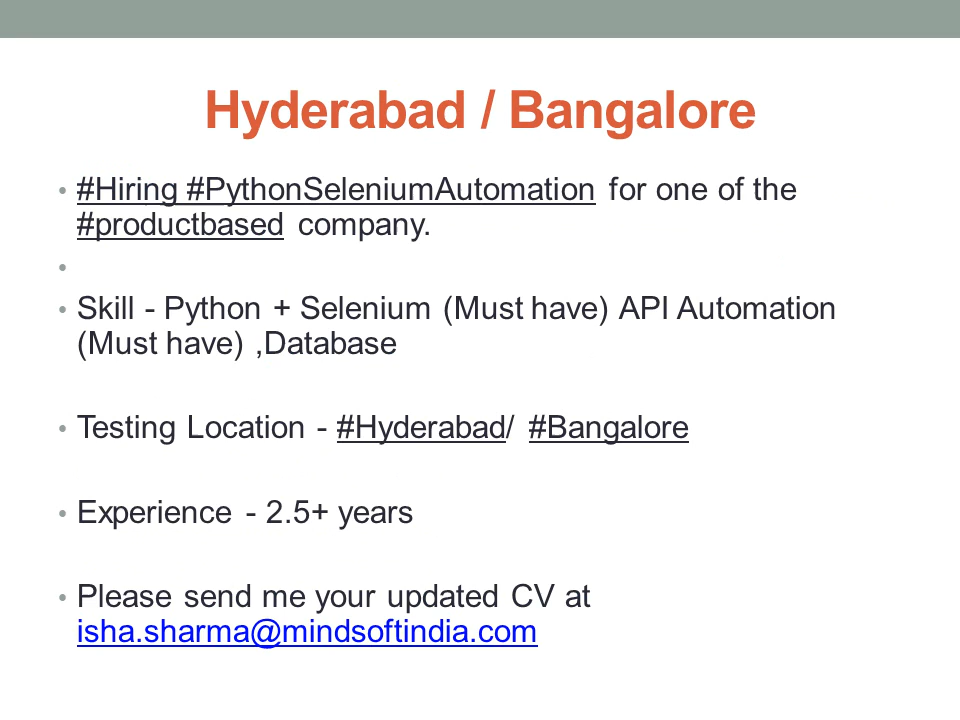 Hyderabad / Bangalore
• #Hiring #PythonSeleniumAutomation for one of the
#productbased company.
•
• Skill - Python + Selenium (Must have) API Automation
(Must have) ,Database
• Testing Location - #Hyderabad/ #Bangalore
• Experience - 2.5+ years
• Please send me your updated CV at
isha.sharma@mindsoftindia.com